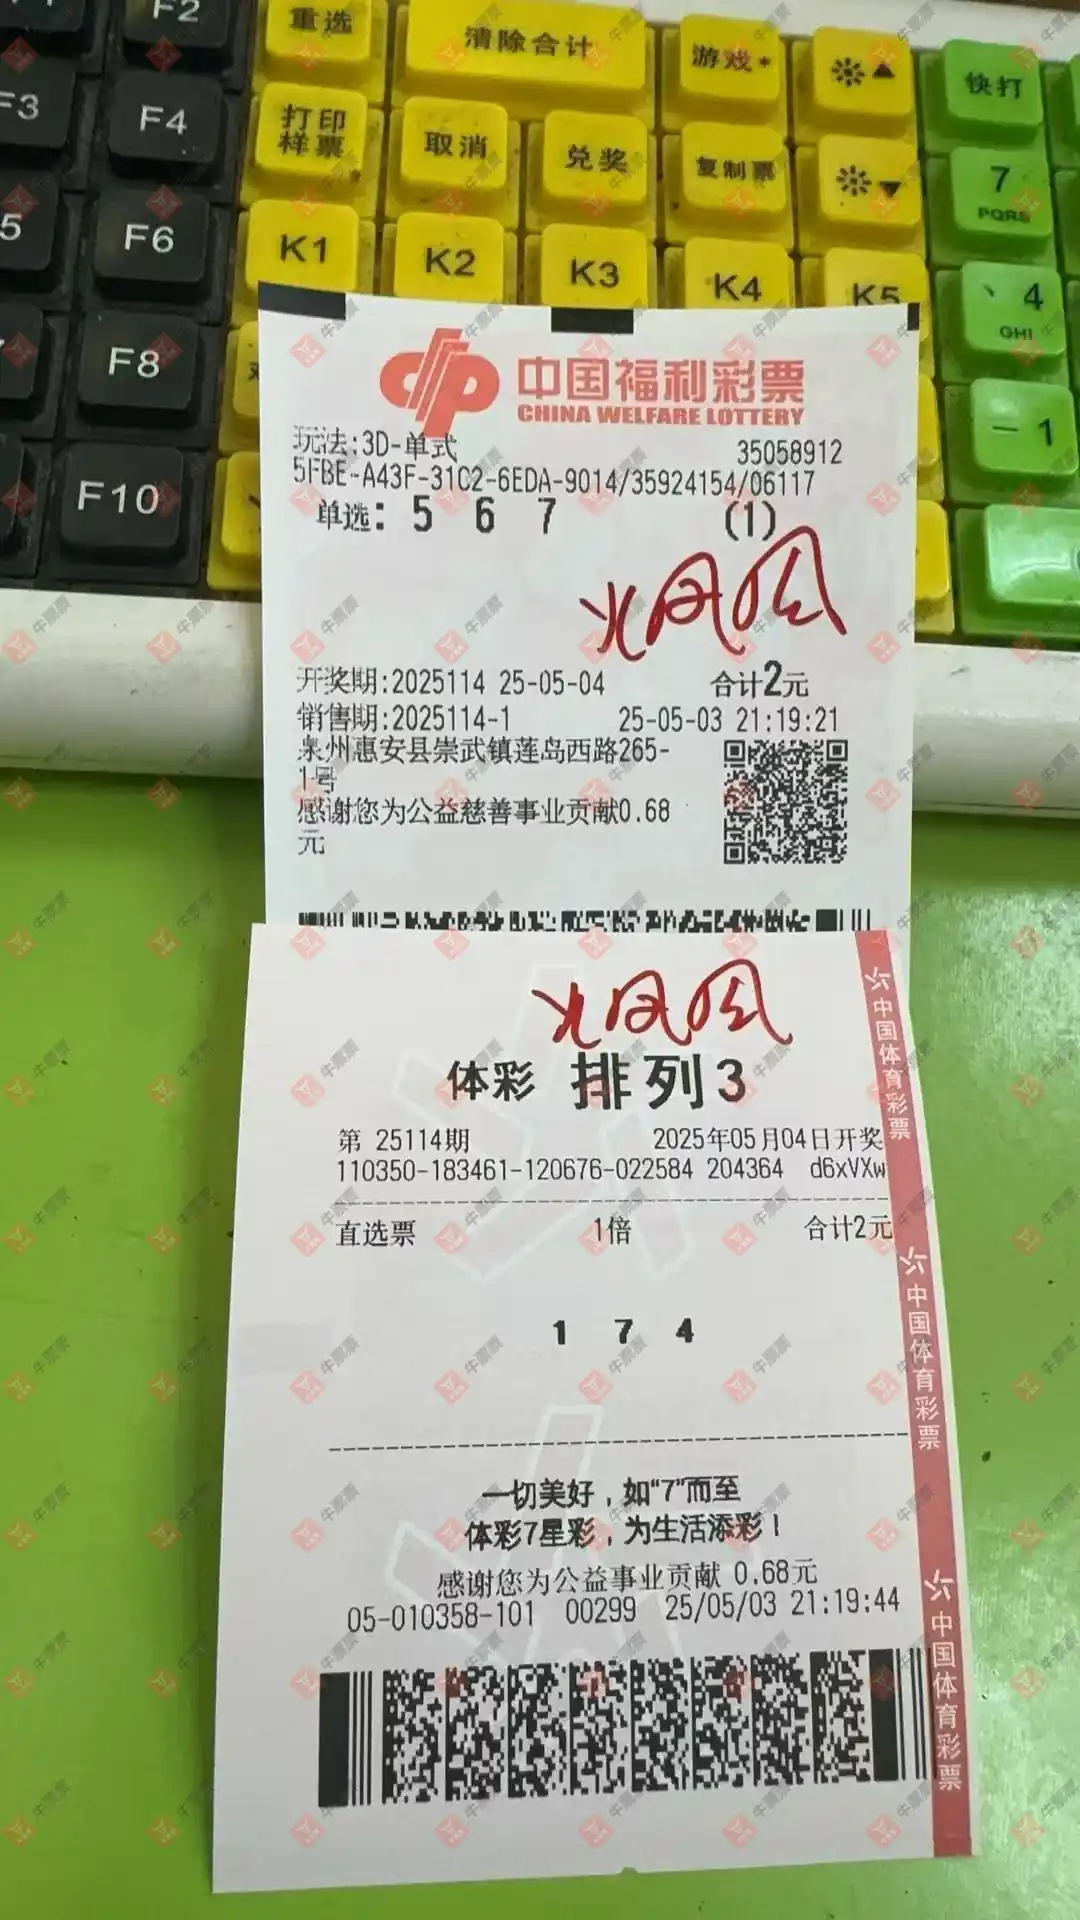 F2
重选
清除合计
游戏*
快打
F3
F4
打印
样票
取消
兑奖
复制票
7
PQRS
5
F6
K1
K2
K3
K4
K5
4
GHI
F8
1
F10
中国福利彩票
CHINA WELFARE LOTTERY
玩法:3D-单式
35058912
5FBE-A43F-31C2-6EDA-9014/35924154/06117
单选: 5 6 7 (1)
开奖期:2025114 25-05-04 合计2元
销售期:2025114-1 25-05-03 21:19:21
泉州惠安县崇武镇莲岛西路265-
1号
感谢您为公益慈善事业贡献0.68
元
体彩 排列3
第 25114期 2025年05月04日开奖
110350-183461-120676-022584 204364 d6xVXw
直选票 1倍 合计2元
1 7 4
一切美好，如“7”而至
体彩7星彩，为生活添彩！
感谢您为公益事业贡献 0.68元
05-010358-101 00299 25/05/03 21:19:44
中国体育彩票
中国体育彩票
中国体育彩票
牛票票